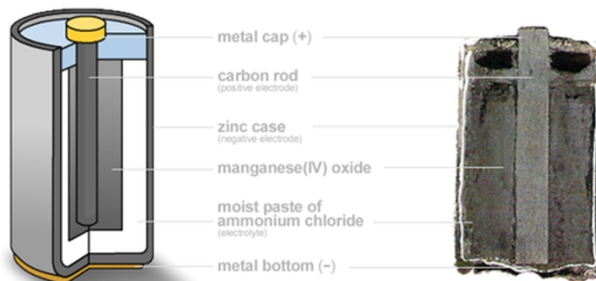 metal cap (+)
carbon rod
(positive electrode)
zinc case
(negative electrode)
manganese(IV) oxide
moist paste of
ammonium chloride
(electrolyte)
metal bottom (−)